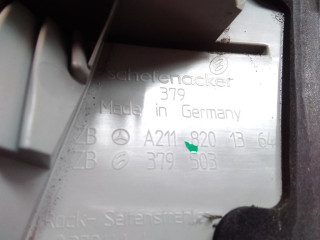 schefenacker
379
Made in Germany
ZB A211 820 13 64
ZB 379 503